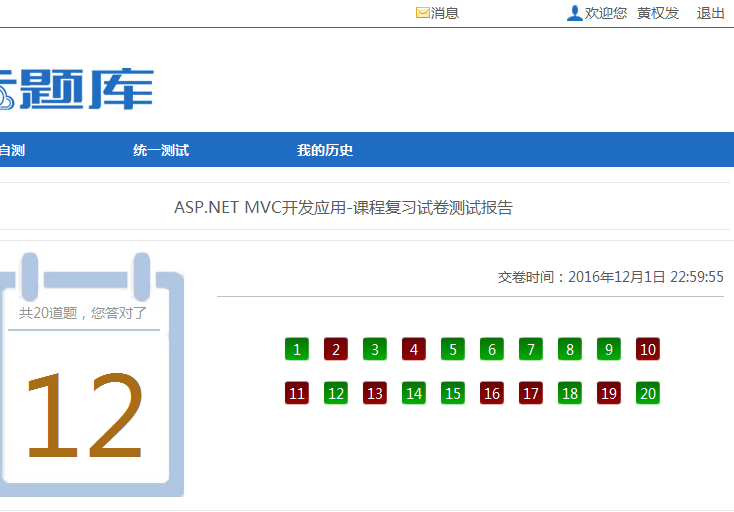 消息 欢迎您 黄权发 退出
题库
自测 统一测试 我的历史
ASP.NET MVC开发应用-课程复习试卷测试报告
交卷时间：2016年12月1日 22:59:55
共20道题，您答对了
12
1 2 3 4 5 6 7 8 9 10
11 12 13 14 15 16 17 18 19 20